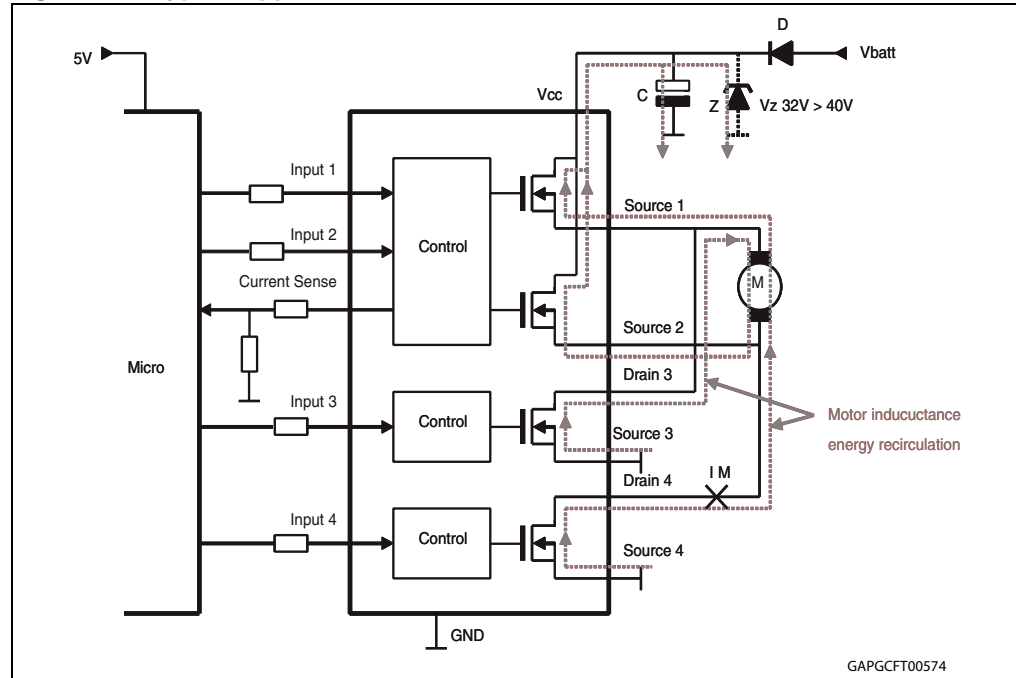 D
5V
Vbatt
Vcc
C
Z
Vz 32V > 40V
Input 1
Source 1
Input 2
Control
M
Current Sense
Source 2
Micro
Drain 3
Control
Motor inducuctance
Input 3
Source 3
energy recirculation
Drain 4
I M
Input 4
Control
Source 4
GND
GAPGCFT00574